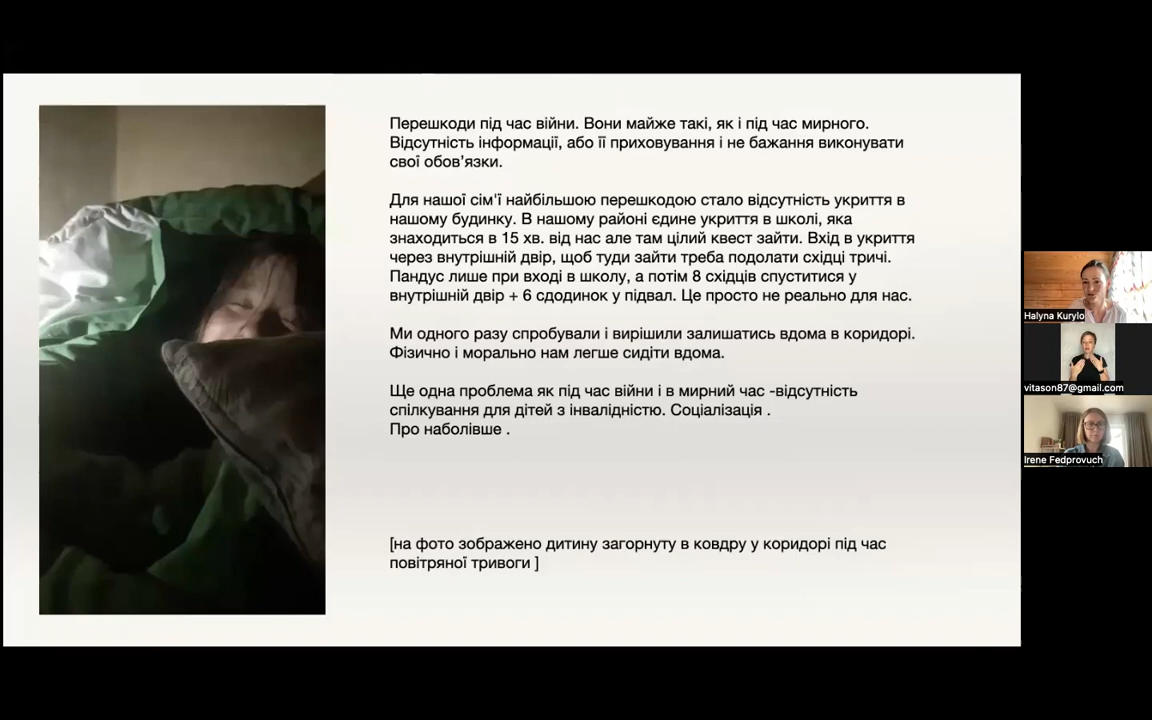 Перешкоди під час війни. Вони майже такі, як і під час мирного.
Відсутність інформації, або її приховування і не бажання виконувати
свої обов'язки.
Для нашої сім'ї найбільшою перешкодою стало відсутність укриття в
нашому будинку. В нашому районі єдине укриття в школі, яка
знаходиться в 15 хв. від нас але там цілий квест зайти. Вхід в укриття
через внутрішній двір, щоб туди зайти треба подолати східці тричі.
Пандус лише при вході в школу, а потім 8 східців спуститися у
внутрішній двір + 6 сдодинок у підвал. Це просто не реально для нас.
Ми одного разу спробували і вирішили залишатись вдома в коридорі.
Фізично і морально нам легше сидіти вдома.
Ще одна проблема як під час війни і в мирний час -відсутність
спілкування для дітей з інвалідністю. Соціалізація .
Про наболівше .
[на фото зображено дитину загорнуту в ковдру у коридорі під час
повітряної тривоги ]
Halyna Kurylo
vitason87@gmail.com
Irene Fedprovuch